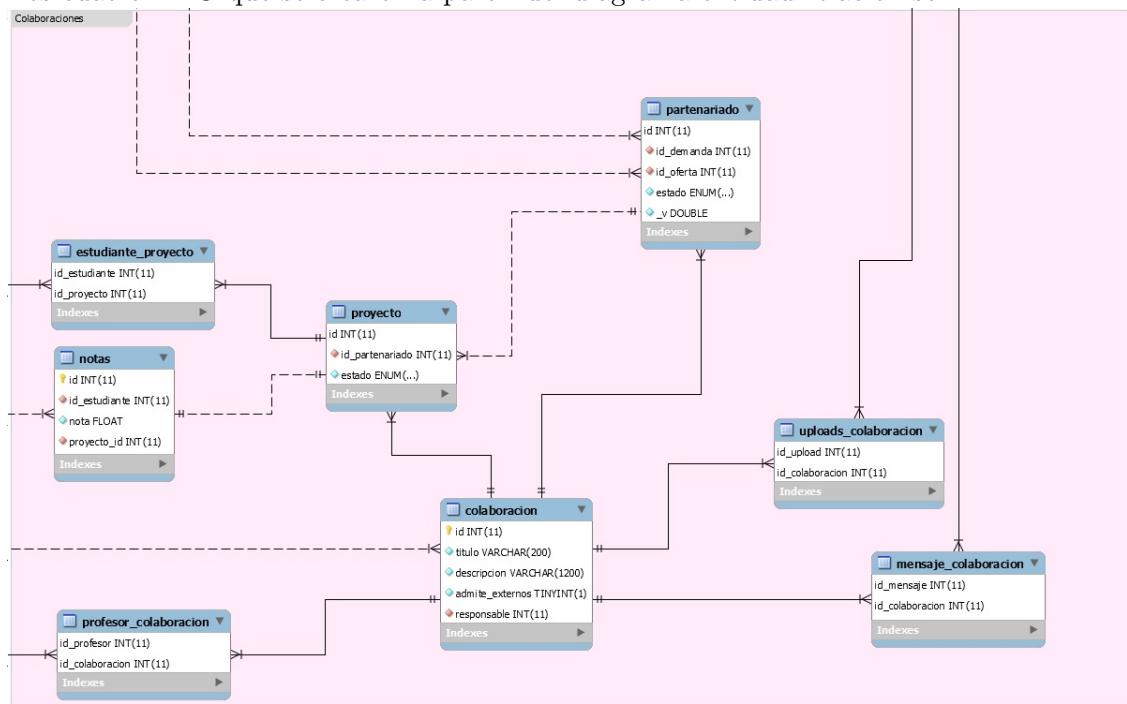 Colaboraciones
partenariado
id INT(11)
id_demanda INT(11)
id_oferta INT(11)
estado ENUM(...)
_v DOUBLE
Indexes
estudiante_proyecto
id_estudiante INT(11)
id_proyecto INT(11)
Indexes
proyecto
id INT(11)
id_partenariado INT(11)
estado ENUM(...)
Indexes
notas
id INT(11)
id_estudiante INT(11)
nota FLOAT
proyecto_id INT(11)
Indexes
uploads_colaboracion
id_upload INT(11)
id_colaboracion INT(11)
Indexes
colaboracion
id INT(11)
titulo VARCHAR(200)
descripcion VARCHAR(1200)
admite_externos TINYINT(1)
responsable INT(11)
Indexes
mensaje_colaboracion
id_mensaje INT(11)
id_colaboracion INT(11)
Indexes
profesor_colaboracion
id_profesor INT(11)
id_colaboracion INT(11)
Indexes